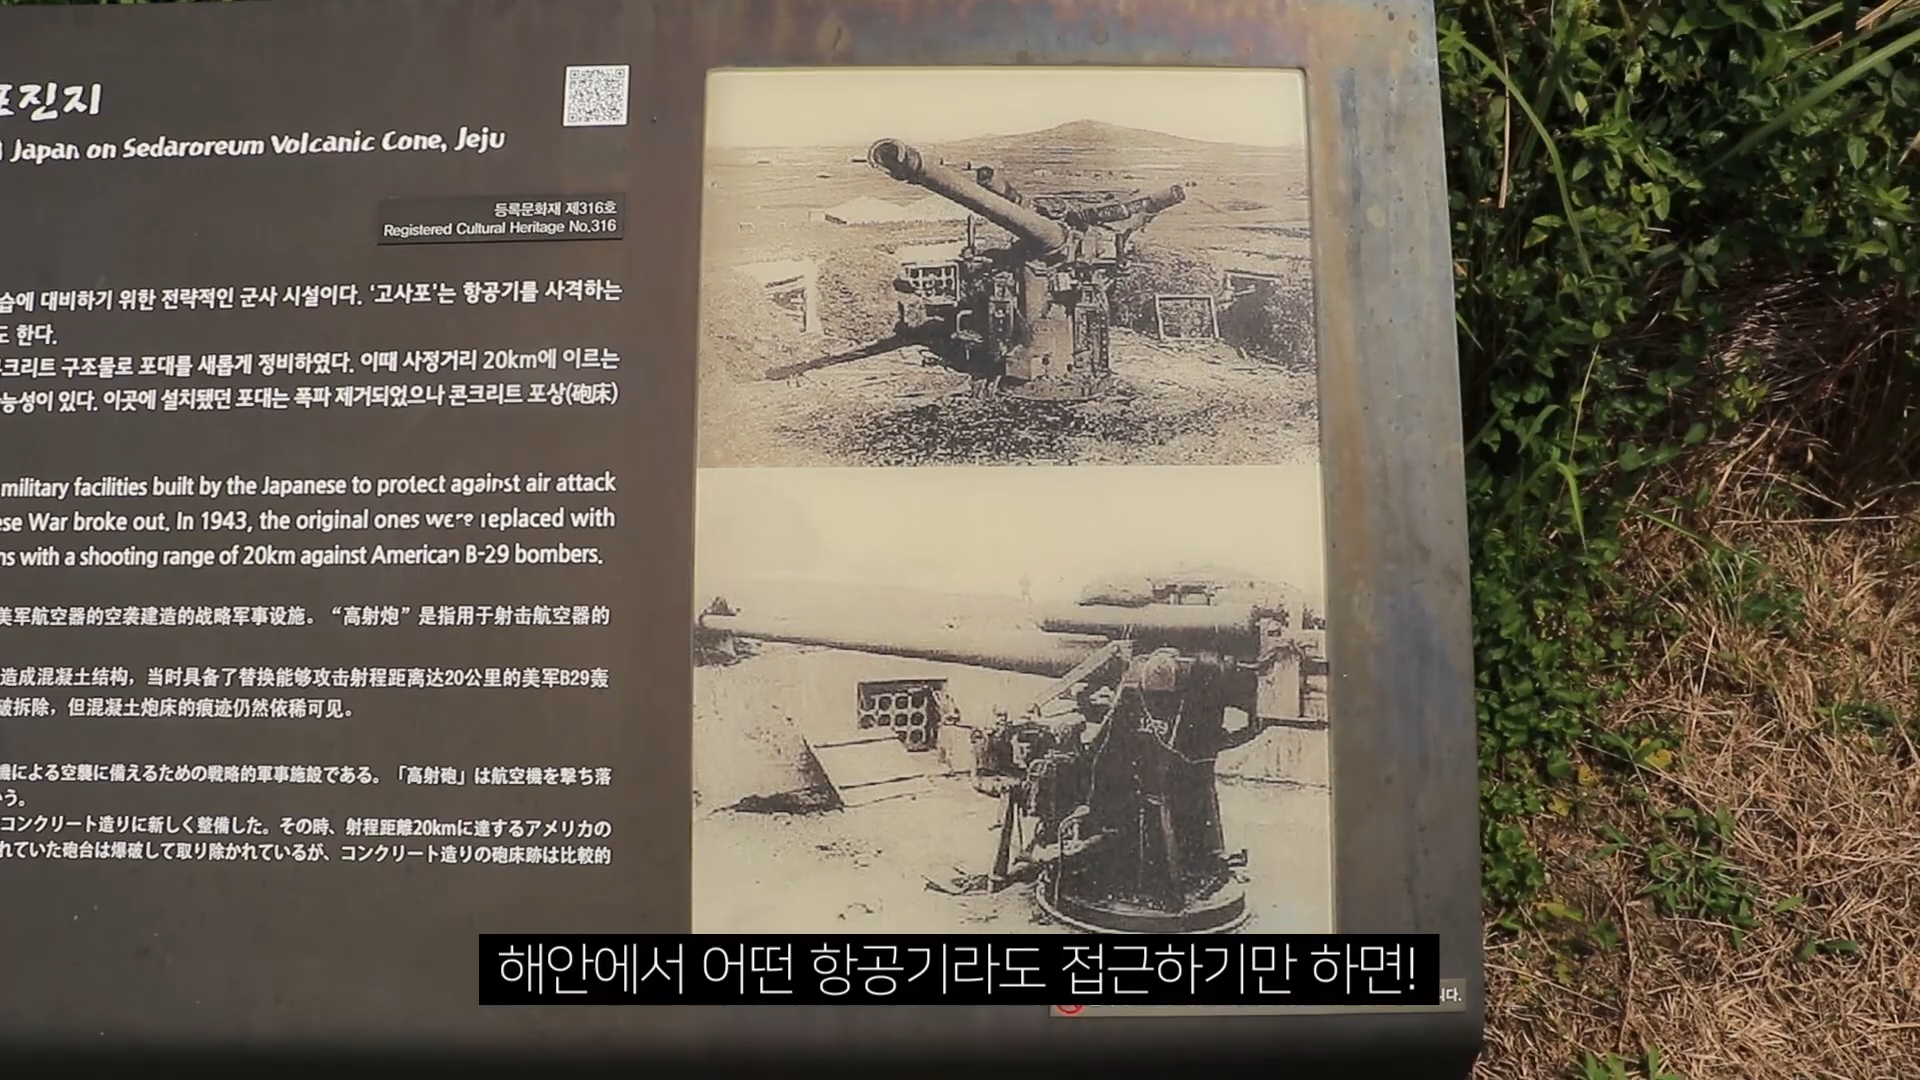 포진지
Japan on Sedaroreum Volcanic Cone, Jeju
등록문화재 제316호
Registered Cultural Heritage No.316
습에 대비하기 위한 전략적인 군사 시설이다. ‘고사포’는 항공기를 사격하는
도 한다.
크리트 구조물로 포대를 새롭게 정비하였다. 이때 사정거리 20km에 이르는
능성이 있다. 이곳에 설치됐던 포대는 폭파 제거되었으나 콘크리트 포상(砲床)
military facilities built by the Japanese to protect against air attack
ese War broke out. In 1943, the original ones were replaced with
ns with a shooting range of 20km against American B-29 bombers.
美军航空器的空袭建造的战略军事设施。“高射炮”是指用于射击航空器的
造成混凝土结构，当时具备了替换能够攻击射程距离达20公里的美军B29轰
破拆除，但混凝土炮床的痕迹仍然依稀可见。
機による空襲に備えるための戦略的軍事施設である。「高射砲」は航空機を撃ち落
う。
コンクリート造りに新しく整備した。その時、射程距離20kmに達するアメリカの
れていた砲台は爆破して取り除かれているが、コンクリート造りの砲床跡は比較的
해안에서 어떤 항공기라도 접근하기만 하면!
니다.